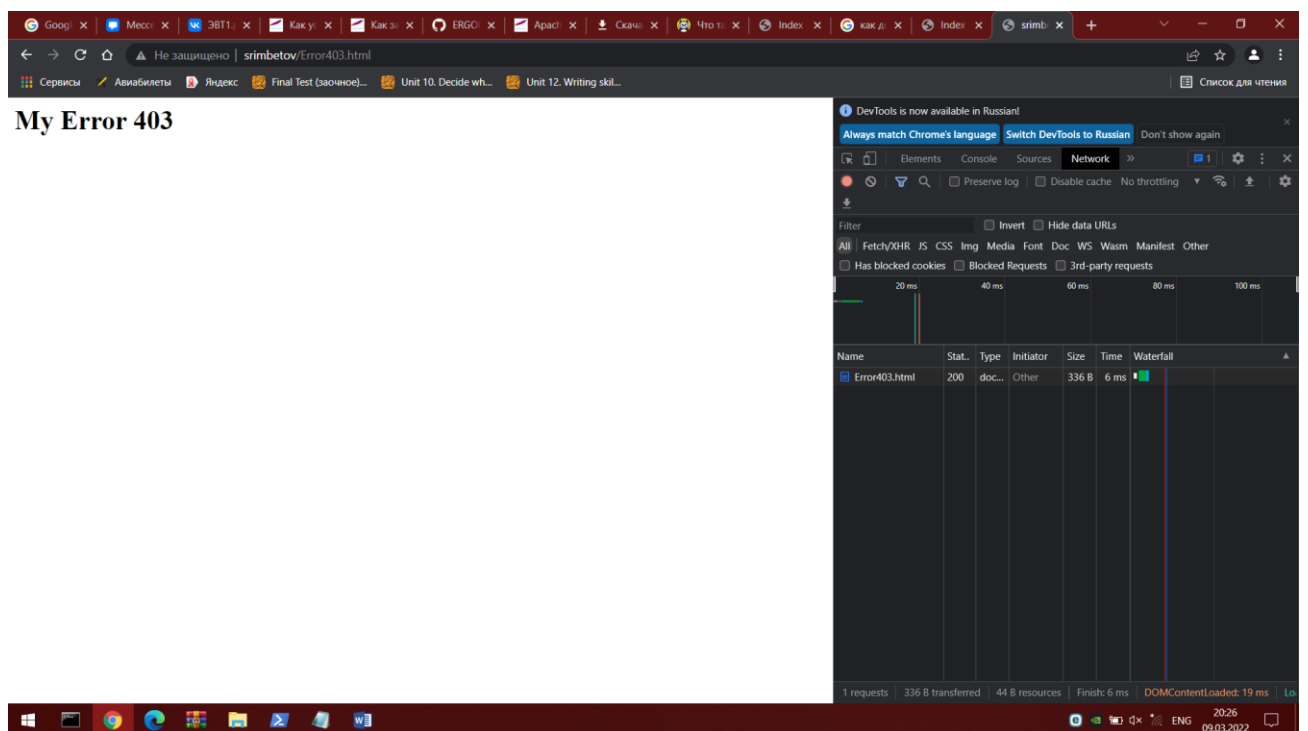 Googl Мессе ЭВТ1.д Как ус Как за ERGOI Apach Скача Что та Index как да Index srimbe
Не защищено | srimbetov/Error403.html
Сервисы Авиабилеты Яндекс Final Test (заочное)... Unit 10. Decide wh... Unit 12. Writing skil... Список для чтения
My Error 403
DevTools is now available in Russian!
Always match Chrome's language Switch DevTools to Russian Don't show again
Elements Console Sources Network 1
Preserve log Disable cache No throttling
Filter Invert Hide data URLs
All Fetch/XHR JS CSS Img Media Font Doc WS Wasm Manifest Other
Has blocked cookies Blocked Requests 3rd-party requests
20 ms 40 ms 60 ms 80 ms 100 ms
Name Stat.. Type Initiator Size Time Waterfall
Error403.html 200 doc... Other 336 B 6 ms
1 requests 336 B transferred 44 B resources Finish: 6 ms DOMContentLoaded: 19 ms Lo
ENG 20:26
09.03.2022